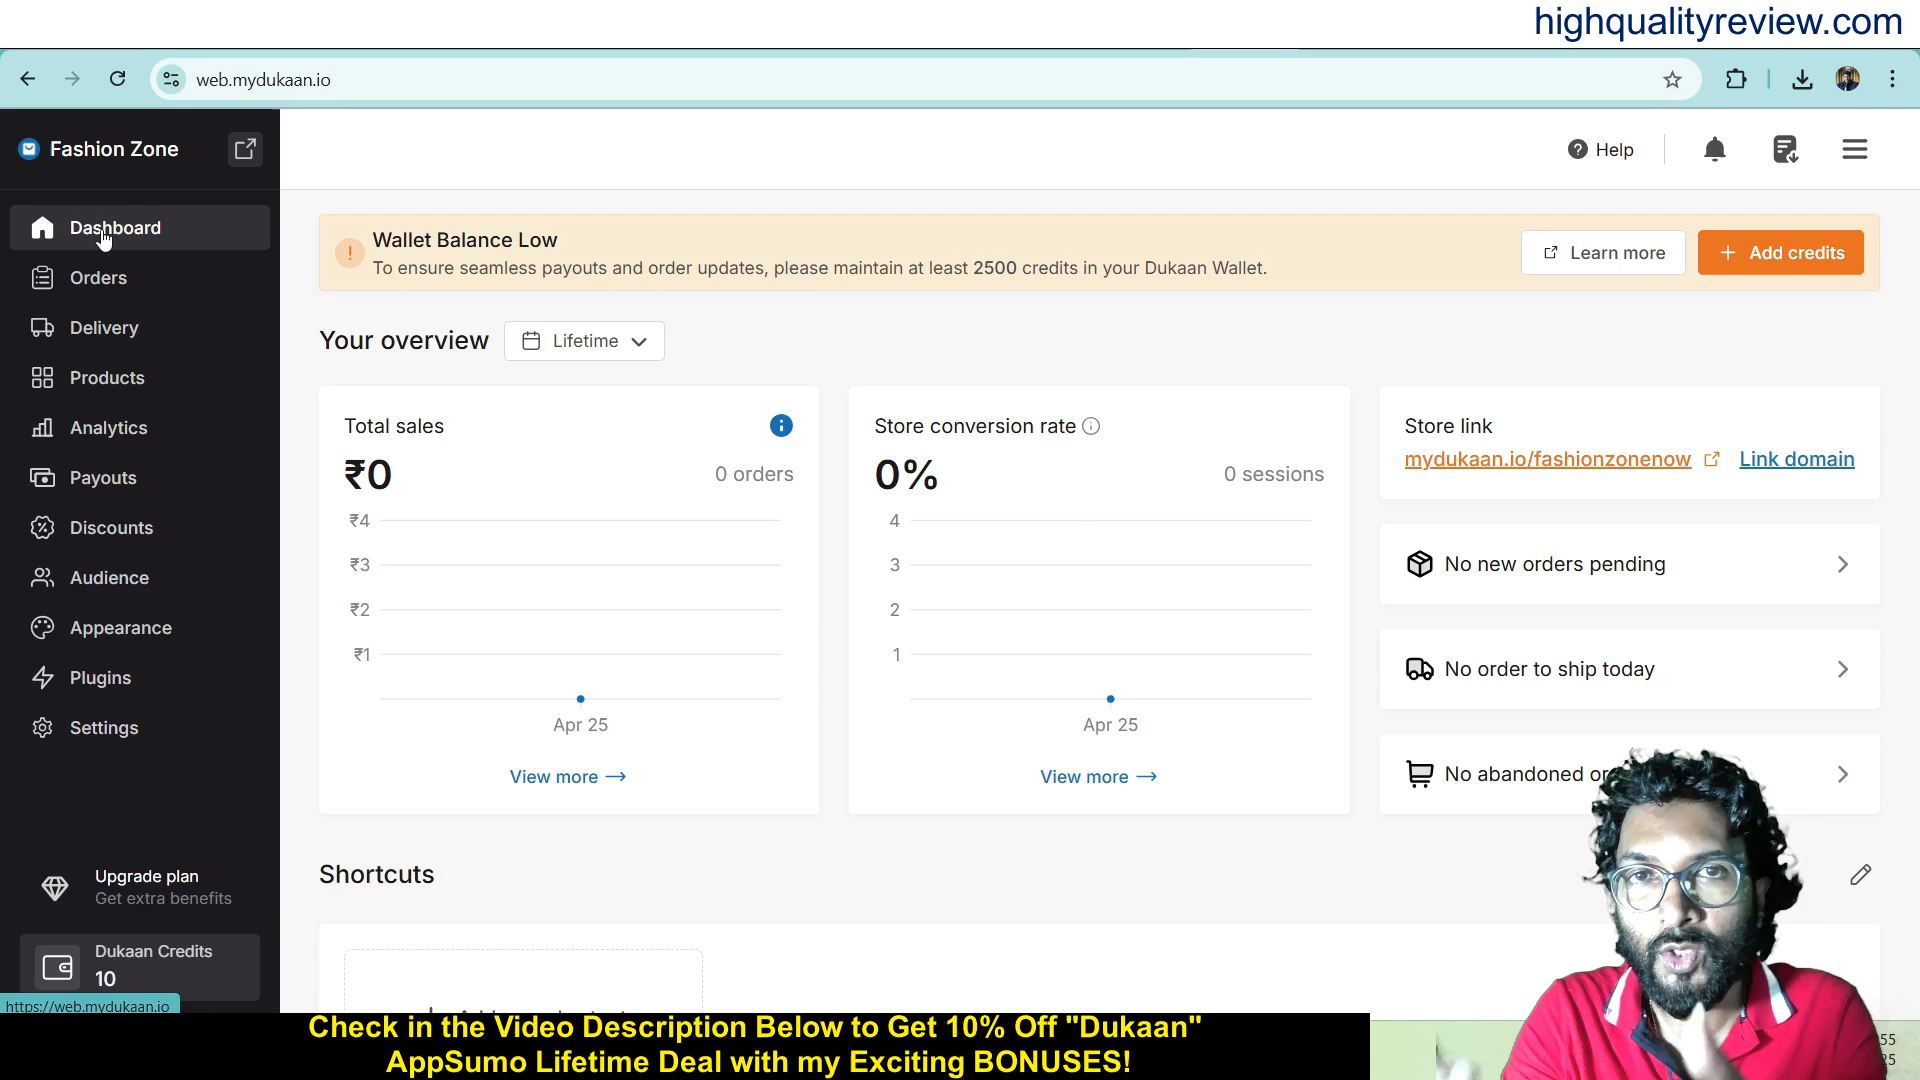 highqualityreview.com
web.mydukaan.io
Fashion Zone
Help
Dashboard
Orders
Delivery
Products
Analytics
Payouts
Discounts
Audience
Appearance
Plugins
Settings
Upgrade plan
Get extra benefits
Dukaan Credits
10
https://web.mydukaan.io
Wallet Balance Low
To ensure seamless payouts and order updates, please maintain at least 2500 credits in your Dukaan Wallet.
Learn more
Add credits
Your overview
Lifetime
Total sales
₹0
0 orders
₹4
₹3
₹2
₹1
Apr 25
View more
Store conversion rate
0%
0 sessions
4
3
2
1
Apr 25
View more
Store link
mydukaan.io/fashionzonenow
Link domain
No new orders pending
No order to ship today
No abandoned
Shortcuts
Check in the Video Description Below to Get 10% Off "Dukaan"
AppSumo Lifetime Deal with my Exciting BONUSES!